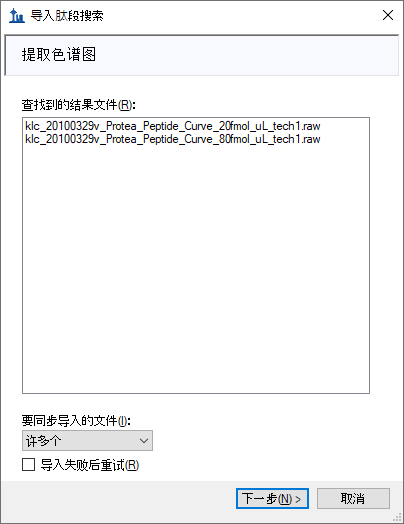 导入肽段搜索
提取色谱图
查找到的结果文件(R):
klc_20100329v_Protea_Peptide_Curve_20fmol_uL_tech1.raw
klc_20100329v_Protea_Peptide_Curve_80fmol_uL_tech1.raw
要同步导入的文件(I):
许多个
导入失败后重试(R)
下一步(N) >
取消